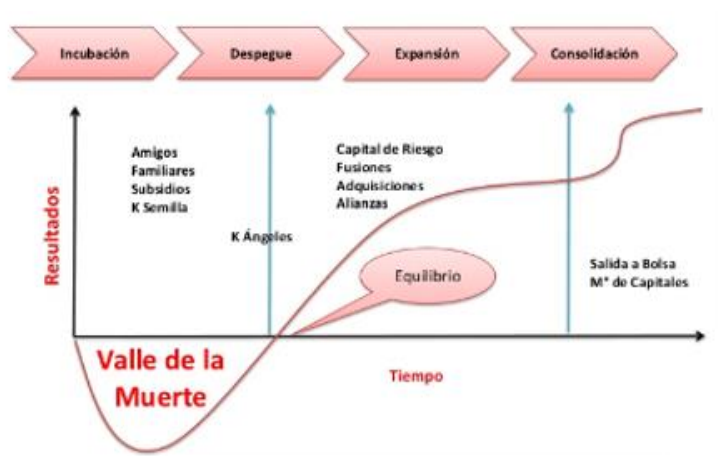 Incubación
Despegue
Expansión
Consolidación
Resultados
Amigos
Familiares
Subsidios
K Semilla
K Ángeles
Capital de Riesgo
Fusiones
Adquisiciones
Alianzas
Equilibrio
Salida a Bolsa
M° de Capitales
Valle de la
Muerte
Tiempo